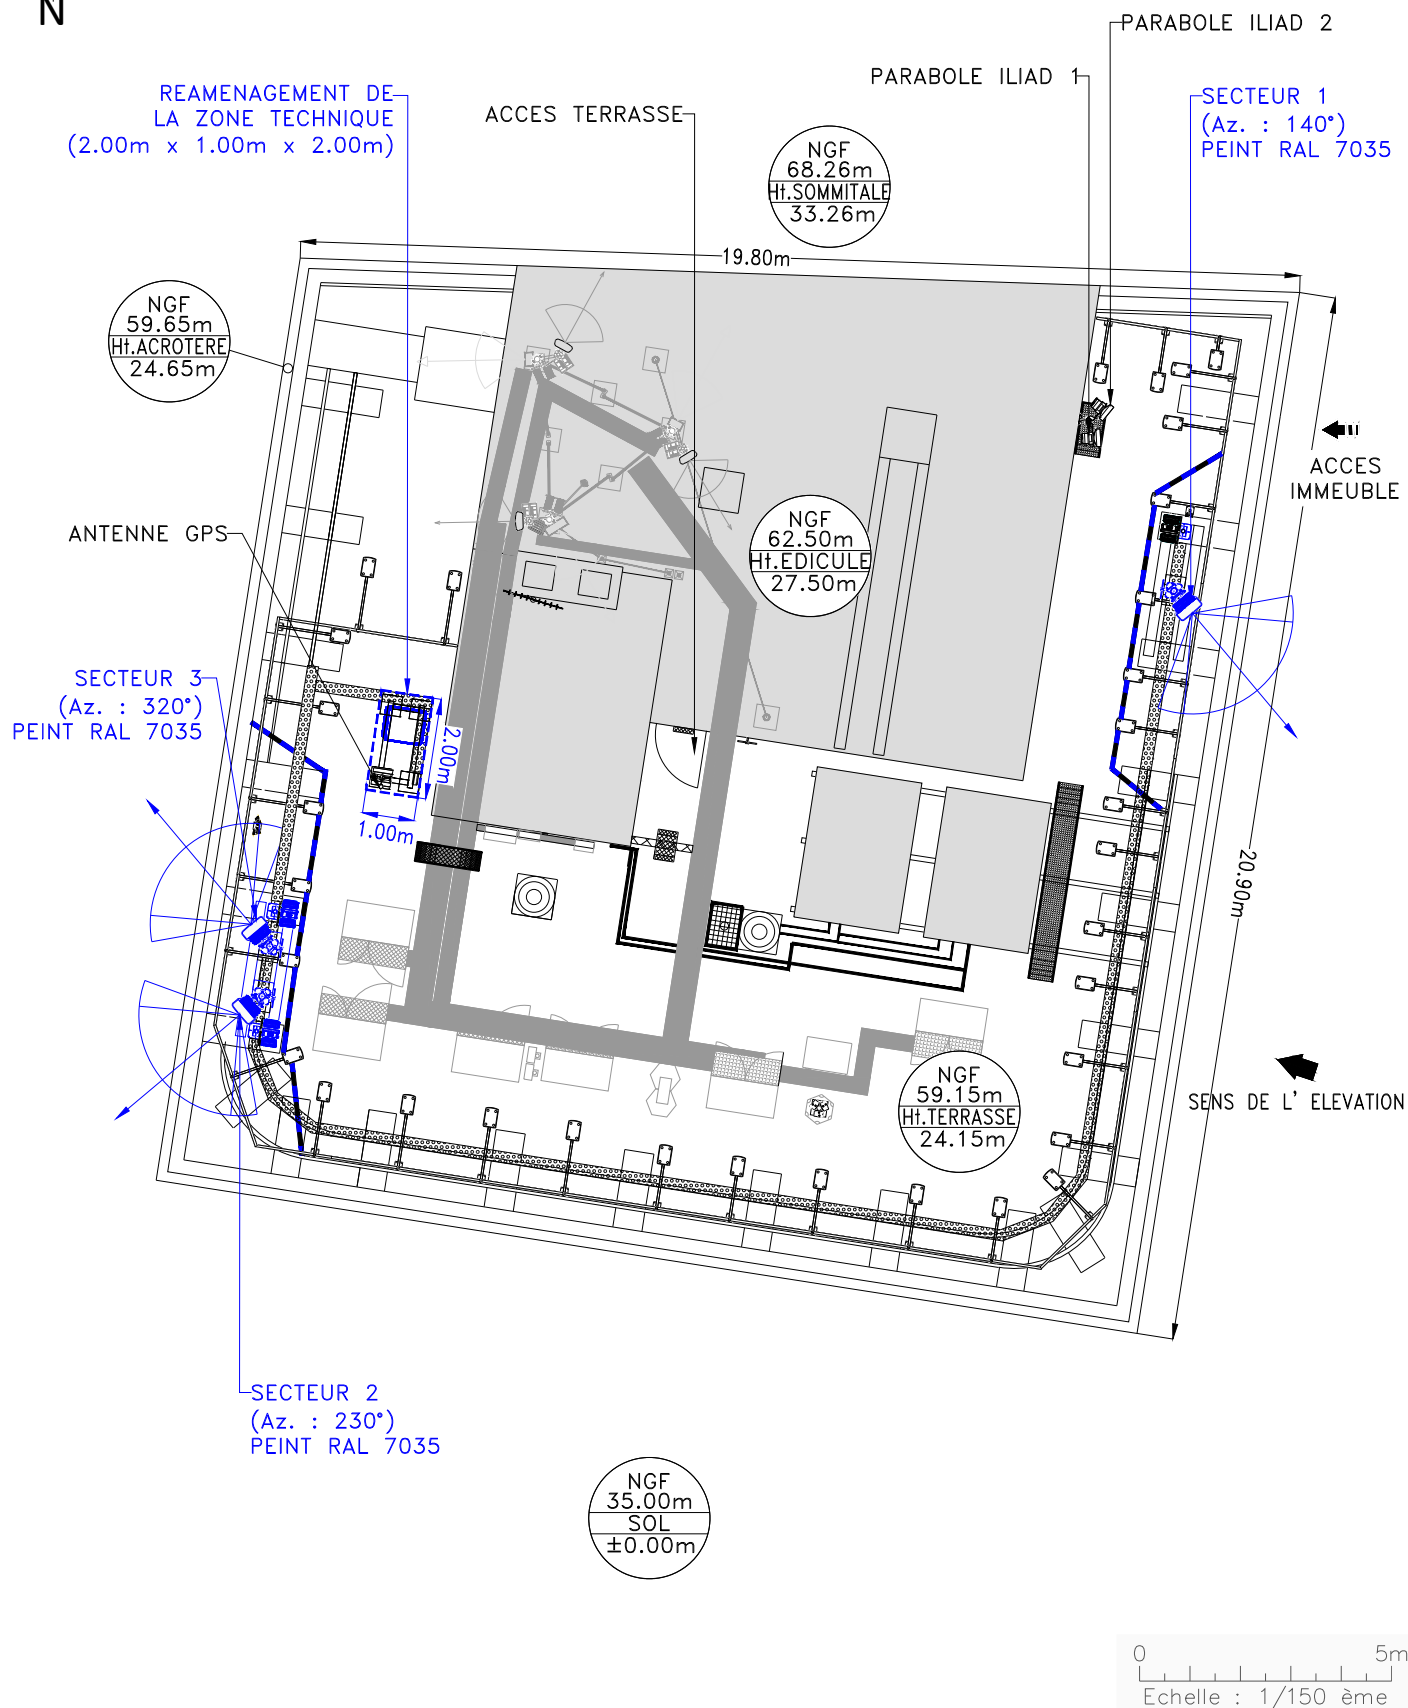 N
PARABOLE ILIAD 2
PARABOLE ILIAD 1
REAMENAGEMENT DE
LA ZONE TECHNIQUE
(2.00m x 1.00m x 2.00m)
ACCES TERRASSE
SECTEUR 1
(Az. : 140°)
PEINT RAL 7035
NGF
68.26m
Ht.SOMMITALE
33.26m
19.80m
NGF
59.65m
Ht.ACROTERE
24.65m
ACCES
IMMEUBLE
ANTENNE GPS
NGF
62.50m
Ht.EDICULE
27.50m
SECTEUR 3
(Az. : 320°)
PEINT RAL 7035
2.00m
1.00m
20.90m
NGF
59.15m
Ht.TERRASSE
24.15m
SENS DE L' ELEVATION
SECTEUR 2
(Az. : 230°)
PEINT RAL 7035
NGF
35.00m
SOL
±0.00m
0 5m
Echelle : 1/150 ème